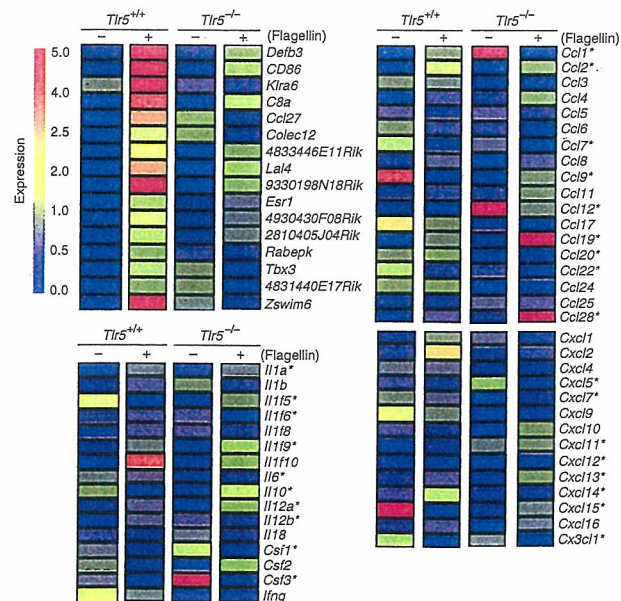 Tlr5+/+ Tlr5−/−
− + − + (Flagellin)
Expression
5.0
4.0
2.5
2.0
1.0
0.5
0.0
Defb3
CD86
Klra6
C8a
Ccl27
Colec12
4833446E11Rik
Lal4
9330198N18Rik
Esr1
4930430F08Rik
2810405J04Rik
Rabepk
Tbx3
4831440E17Rik
Zswim6
Tlr5+/+ Tlr5−/−
− + − + (Flagellin)
Il1a*
Il1b
Il1f5*
Il1f6*
Il1f8
Il1f9*
Il1f10
Il6*
Il10*
Il12a*
Il12b*
Il18
Csf1*
Csf2
Csf3*
Ifng
Tlr5+/+ Tlr5−/−
− + − + (Flagellin)
Ccl1*
Ccl2*
Ccl3
Ccl4
Ccl5
Ccl6
Ccl7*
Ccl8
Ccl9*
Ccl11
Ccl12*
Ccl17
Ccl19*
Ccl20*
Ccl22*
Ccl24
Ccl25
Ccl28*
Cxcl1
Cxcl2
Cxcl4
Cxcl5*
Cxcl7*
Cxcl9
Cxcl10
Cxcl11*
Cxcl12*
Cxcl13*
Cxcl14*
Cxcl15*
Cxcl16
Cx3cl1*